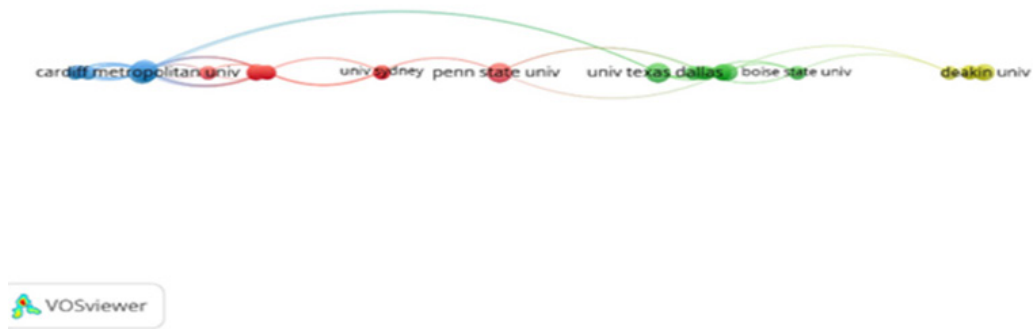 cardiff metropolitan univ
univ sydney
penn state univ
univ texas dallas
boise state univ
deakin univ
VOSviewer